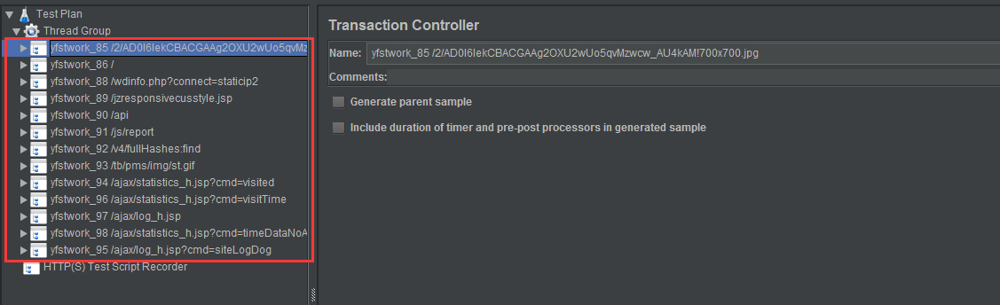 Test Plan
Thread Group
yfstwork_85 /2/AD0I6IekCBACGAAg2OXU2wUo5qvMz
yfstwork_86 /
yfstwork_88 /wdinfo.php?connect=staticip2
yfstwork_89 /jzresponsivecusstyle.jsp
yfstwork_90 /api
yfstwork_91 /js/report
yfstwork_92 /v4/fullHashes:find
yfstwork_93 /tb/pms/img/st.gif
yfstwork_94 /ajax/statistics_h.jsp?cmd=visited
yfstwork_96 /ajax/statistics_h.jsp?cmd=visitTime
yfstwork_97 /ajax/log_h.jsp
yfstwork_98 /ajax/statistics_h.jsp?cmd=timeDataNoA
yfstwork_95 /ajax/log_h.jsp?cmd=siteLogDog
HTTP(S) Test Script Recorder
Transaction Controller
Name: yfstwork_85 /2/AD0I6IekCBACGAAg2OXU2wUo5qvMzwcw_AU4kAM!700x700.jpg
Comments:
Generate parent sample
Include duration of timer and pre-post processors in generated sample